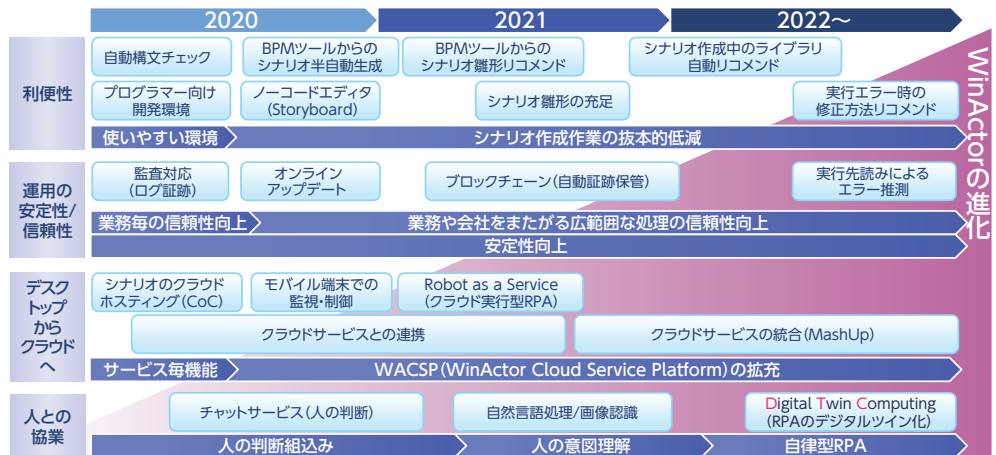 2020
2021
2022~
利便性
自動構文チェック
BPMツールからの
シナリオ半自動生成
BPMツールからの
シナリオ雛形リコメンド
シナリオ作成中のライブラリ
自動リコメンド
プログラマー向け
開発環境
ノーコードエディタ
(Storyboard)
シナリオ雛形の充足
実行エラー時の
修正方法リコメンド
使いやすい環境
シナリオ作成作業の抜本的低減
運用の
安定性/
信頼性
監査対応
(ログ証跡)
オンライン
アップデート
ブロックチェーン(自動証跡保管)
実行先読みによる
エラー推測
業務毎の信頼性向上
業務や会社をまたがる広範囲な処理の信頼性向上
安定性向上
デスク
トップ
から
クラウド
へ
シナリオのクラウド
ホスティング(CoC)
モバイル端末での
監視・制御
Robot as a Service
(クラウド実行型RPA)
クラウドサービスとの連携
クラウドサービスの統合(MashUp)
サービス毎機能
WACSP(WinActor Cloud Service Platform)の拡充
人との
協業
チャットサービス(人の判断)
自然言語処理/画像認識
Digital Twin Computing
(RPAのデジタルツイン化)
人の判断組込み
人の意図理解
自律型RPA
WinActorの進化